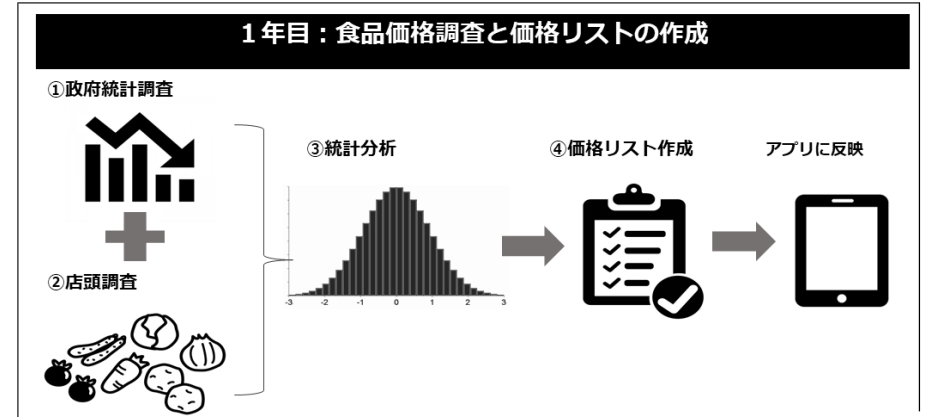 1年目：食品価格調査と価格リストの作成
①政府統計調査
②店頭調査
③統計分析
-3 -2 -1 0 1 2 3
④価格リスト作成
アプリに反映